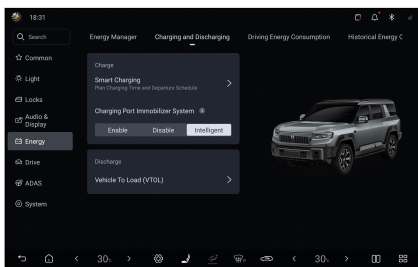 18:31
Search
Energy Manager
Charging and Discharging
Driving Energy Consumption
Historical Energy C
Common
Light
Locks
Audio &
Display
Energy
Drive
ADAS
System
Charge
Smart Charging
Plan Charging Time and Departure Schedule
Charging Port Immobilizer System
Enable
Disable
Intelligent
Discharge
Vehicle To Load (VTOL)
30
30